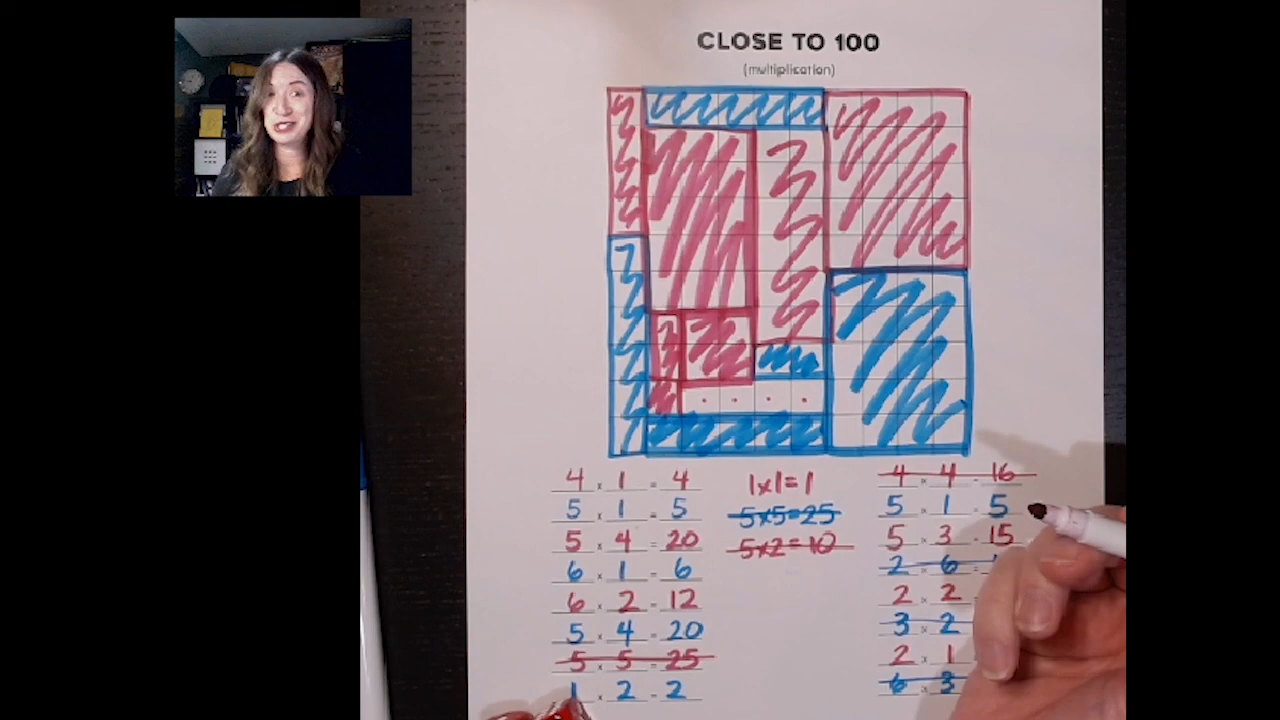 CLOSE TO 100
(multiplication)
4 x 1 = 4
5 x 1 = 5
5 x 4 = 20
6 x 1 = 6
6 x 2 = 12
5 x 4 = 20
5 x 5 = 25
1 x 2 = 2
1x1=1
5x5=25
5x2=10
4 x 4 = 16
5 x 1 = 5
5 x 3 = 15
2 x 6 =
2 x 2 =
3 x 2
2 x 1
6 x 3